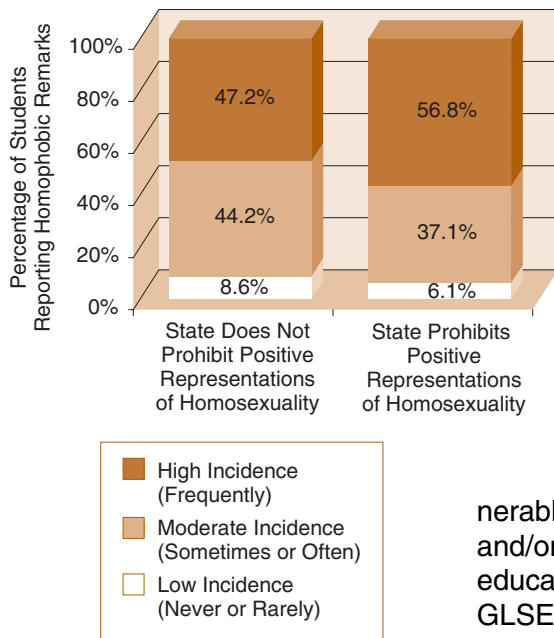 Percentage of Students
Reporting Homophobic Remarks
100%
80%
60%
40%
20%
0%
47.2%
44.2%
8.6%
56.8%
37.1%
6.1%
State Does Not
Prohibit Positive
Representations
of Homosexuality
State Prohibits
Positive
Representations
of Homosexuality
High Incidence
(Frequently)
Moderate Incidence
(Sometimes or Often)
Low Incidence
(Never or Rarely)
and/or